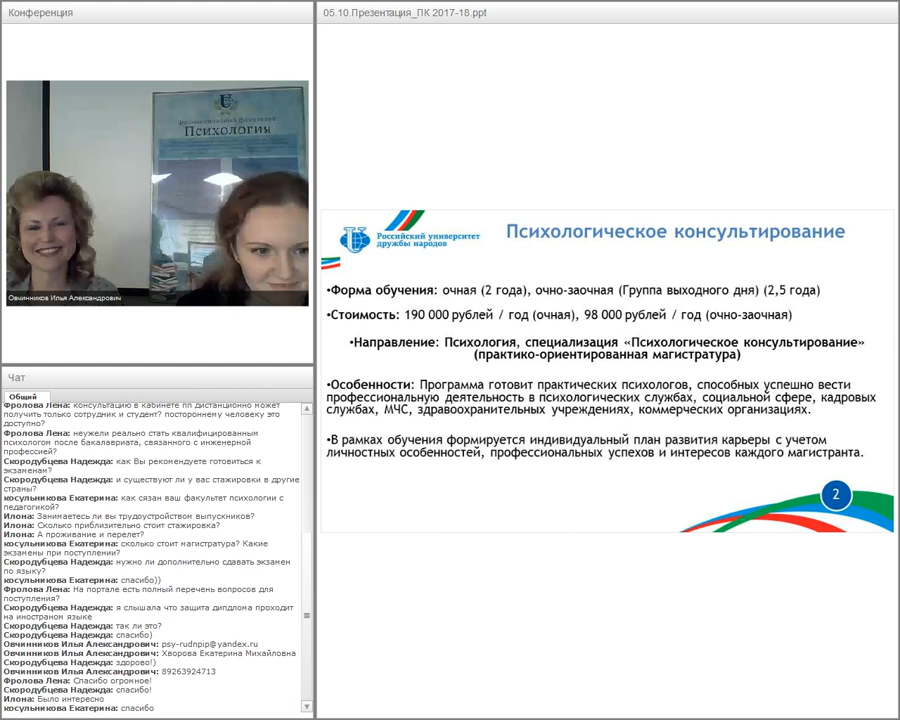 Конференция
Психология
Овчинников Илья Александрович
Чат
Общий
Фролова Лена: консультацию в кабинете пп дистанционно может
получить только сотрудник и студент? постороннему человеку это
доступно?
Фролова Лена: неужели реально стать квалифицированным
психологом после бакалавриата, связанного с инженерной
профессией?
Скородубцева Надежда: как Вы рекомендуете готовиться к
экзаменам?
Скородубцева Надежда: и существуют ли у вас стажировки в другие
страны?
косульникова Екатерина: как сязан ваш факультет психологии с
педагогикой?
Илона: Занимаетесь ли вы трудоустройством выпускников?
Илона: Сколько приблизительно стоит стажировка?
Илона: А проживание и перелет?
косульникова Екатерина: сколько стоит магистратура? Какие
экзамены при поступлении?
Скородубцева Надежда: нужно ли дополнительно сдавать экзамен
по языку?
косульникова Екатерина: спасибо))
Фролова Лена: На портале есть полный перечень вопросов для
поступления?
Скородубцева Надежда: я слышала что защита диплдома проходит
на иностраном языке
Скородубцева Надежда: так ли это?
Скородубцева Надежда: спасибо)
Овчинников Илья Александрович: psy-rudnpip@yandex.ru
Овчинников Илья Александрович: Хворова Екатерина Михайловна
Скородубцева Надежда: здорово!)
Овчинников Илья Александрович: 89263924713
Фролова Лена: Спасибо огромное!
Скородубцева Надежда: спасибо!
Илона: Было интересно
косульникова Екатерина: спасибо
05.10.Презентация_ПК 2017-18.ppt
Российский университет
дружбы народов
Психологическое консультирование
•Форма обучения: очная (2 года), очно-заочная (Группа выходного дня) (2,5 года)
•Стоимость: 190 000 рублей / год (очная), 98 000 рублей / год (очно-заочная)
•Направление: Психология, специализация «Психологическое консультирование»
(практико-ориентированная магистратура)
•Особенности: Программа готовит практических психологов, способных успешно вести
профессиональную деятельность в психологических службах, социальной сфере, кадровых
службах, МЧС, здравоохранительных учреждениях, коммерческих организациях.
•В рамках обучения формируется индивидуальный план развития карьеры с учетом
личностных особенностей, профессиональных успехов и интересов каждого магистранта.
2